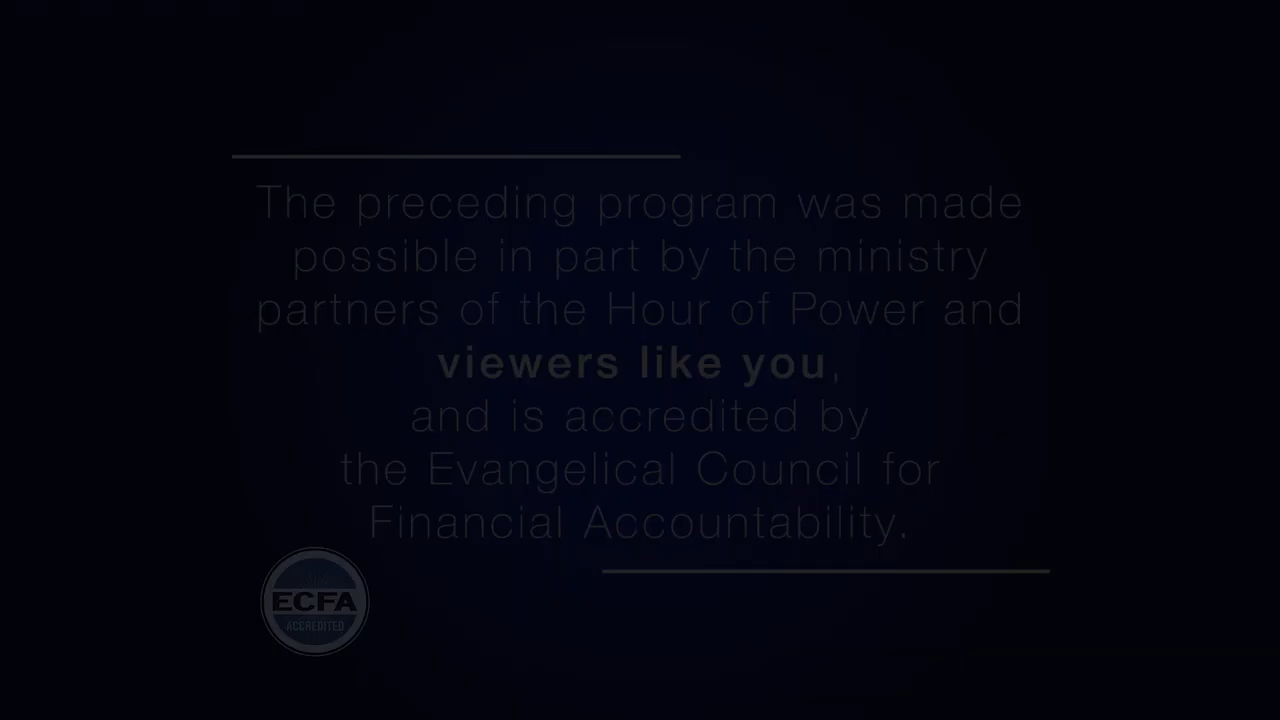 The preceding program was made
possible in part by the ministry
partners of the Hour of Power and
viewers like you,
and is accredited by
the Evangelical Council for
Financial Accountability.
ECFA
ACCREDITED